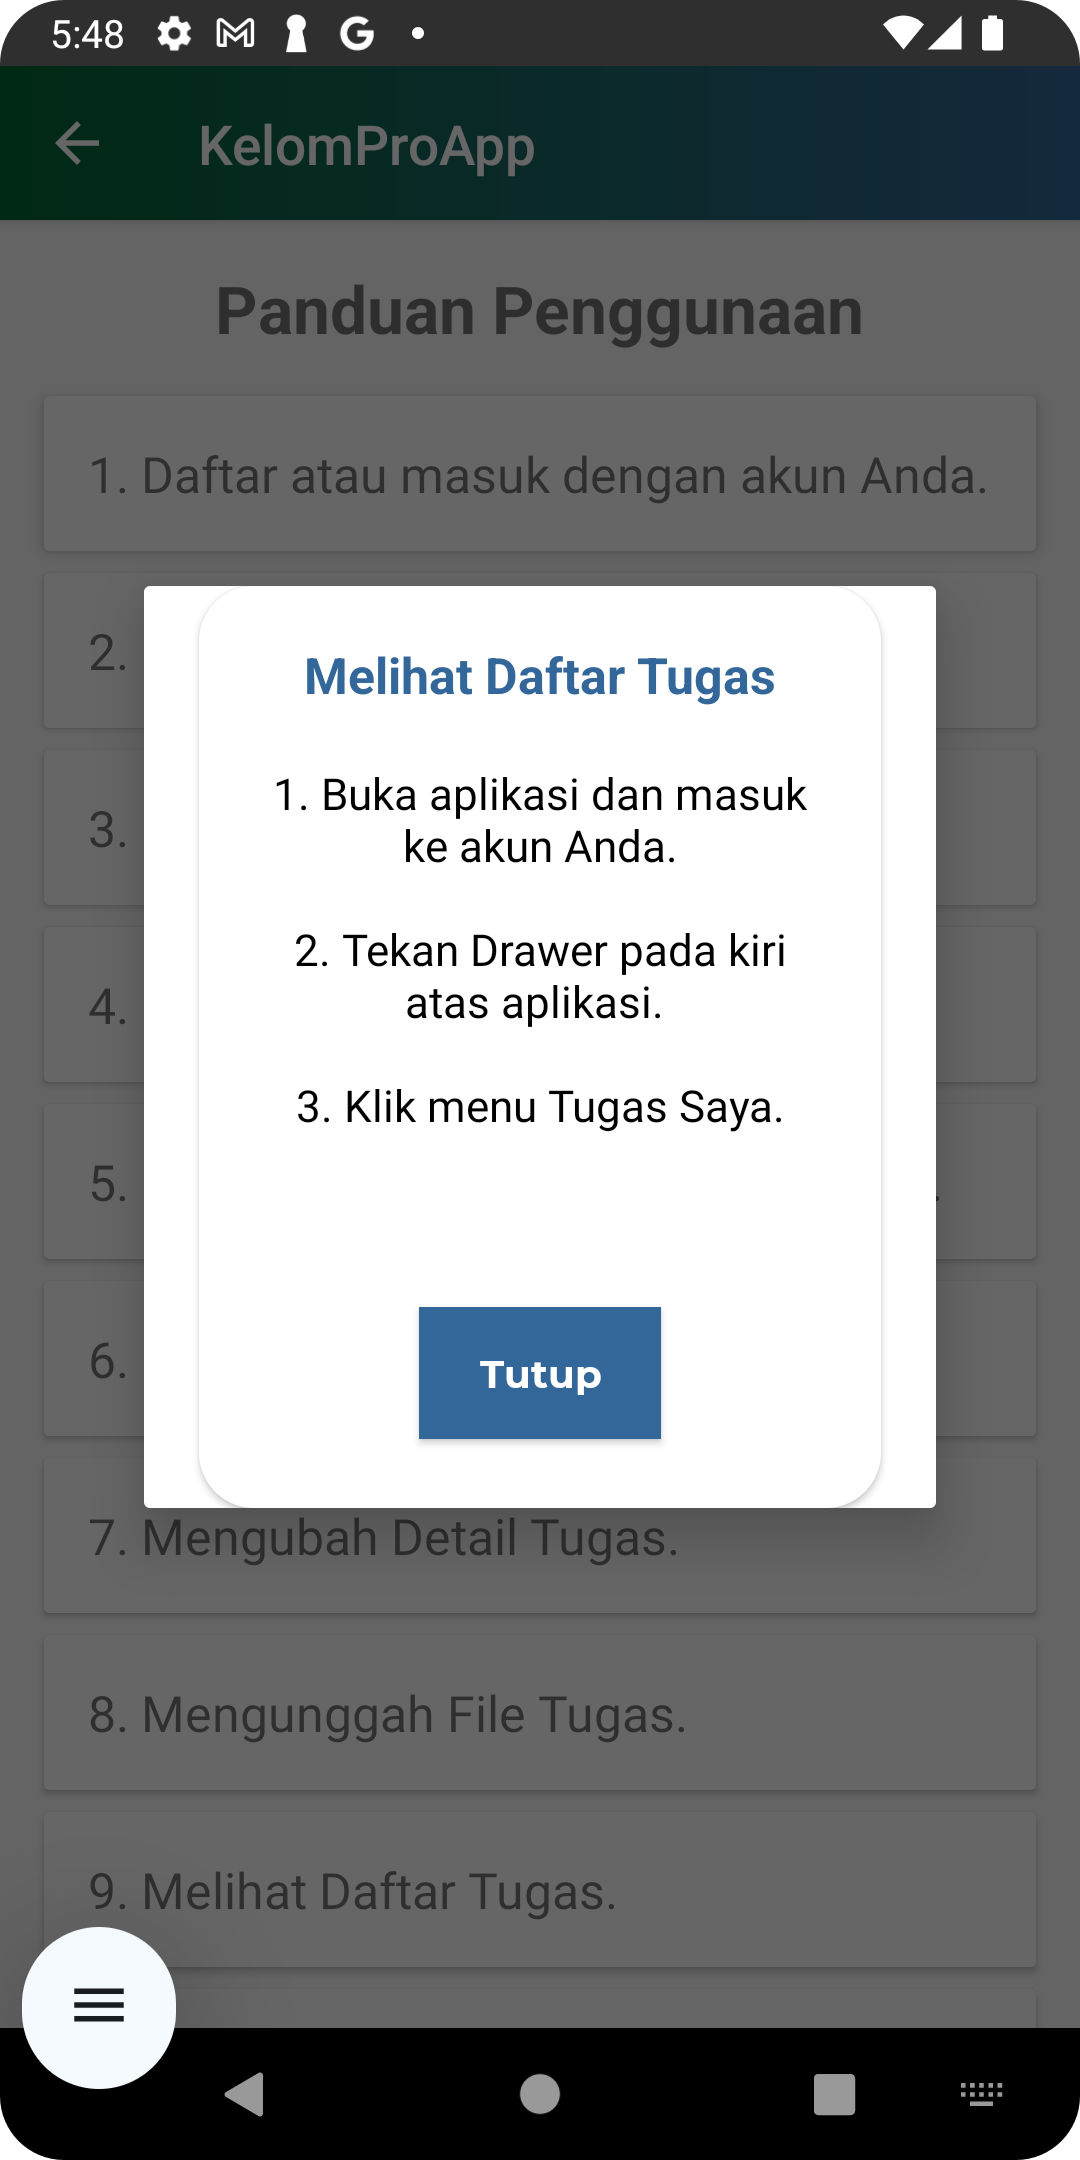 5:48
KelomProApp
Panduan Penggunaan
1. Daftar atau masuk dengan akun Anda.
2.
3.
4.
5.
6.
Melihat Daftar Tugas
1. Buka aplikasi dan masuk
ke akun Anda.
2. Tekan Drawer pada kiri
atas aplikasi.
3. Klik menu Tugas Saya.
Tutup
7. Mengubah Detail Tugas.
8. Mengunggah File Tugas.
9. Melihat Daftar Tugas.